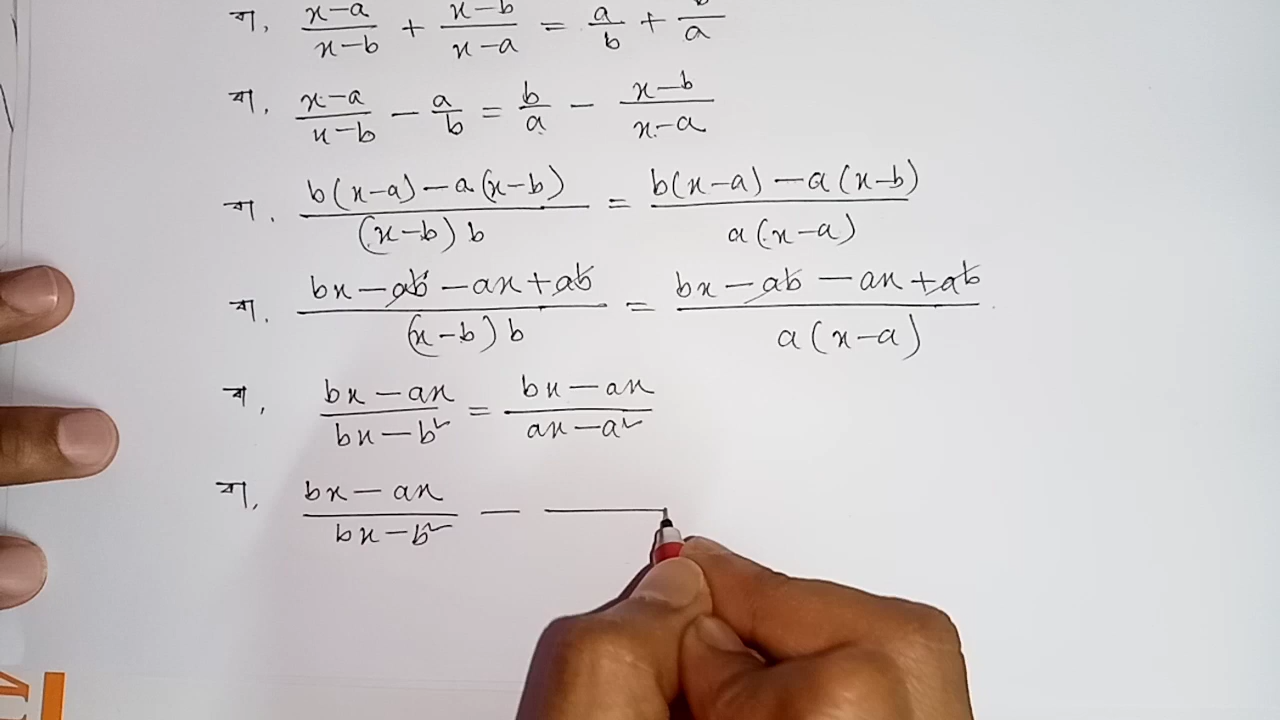 বা, x-a/x-b + x-b/x-a = a/b + b/a
বা, x-a/x-b - a/b = b/a - x-b/x-a
বা, b(x-a)-a(x-b)/(x-b)b = b(x-a)-a(x-b)/a(x-a)
বা, bx-ab-ax+ab/(x-b)b = bx-ab-ax+ab/a(x-a)
বা, bx-ax/bx-b² = bx-ax/ax-a²
বা, bx-ax/bx-b² -